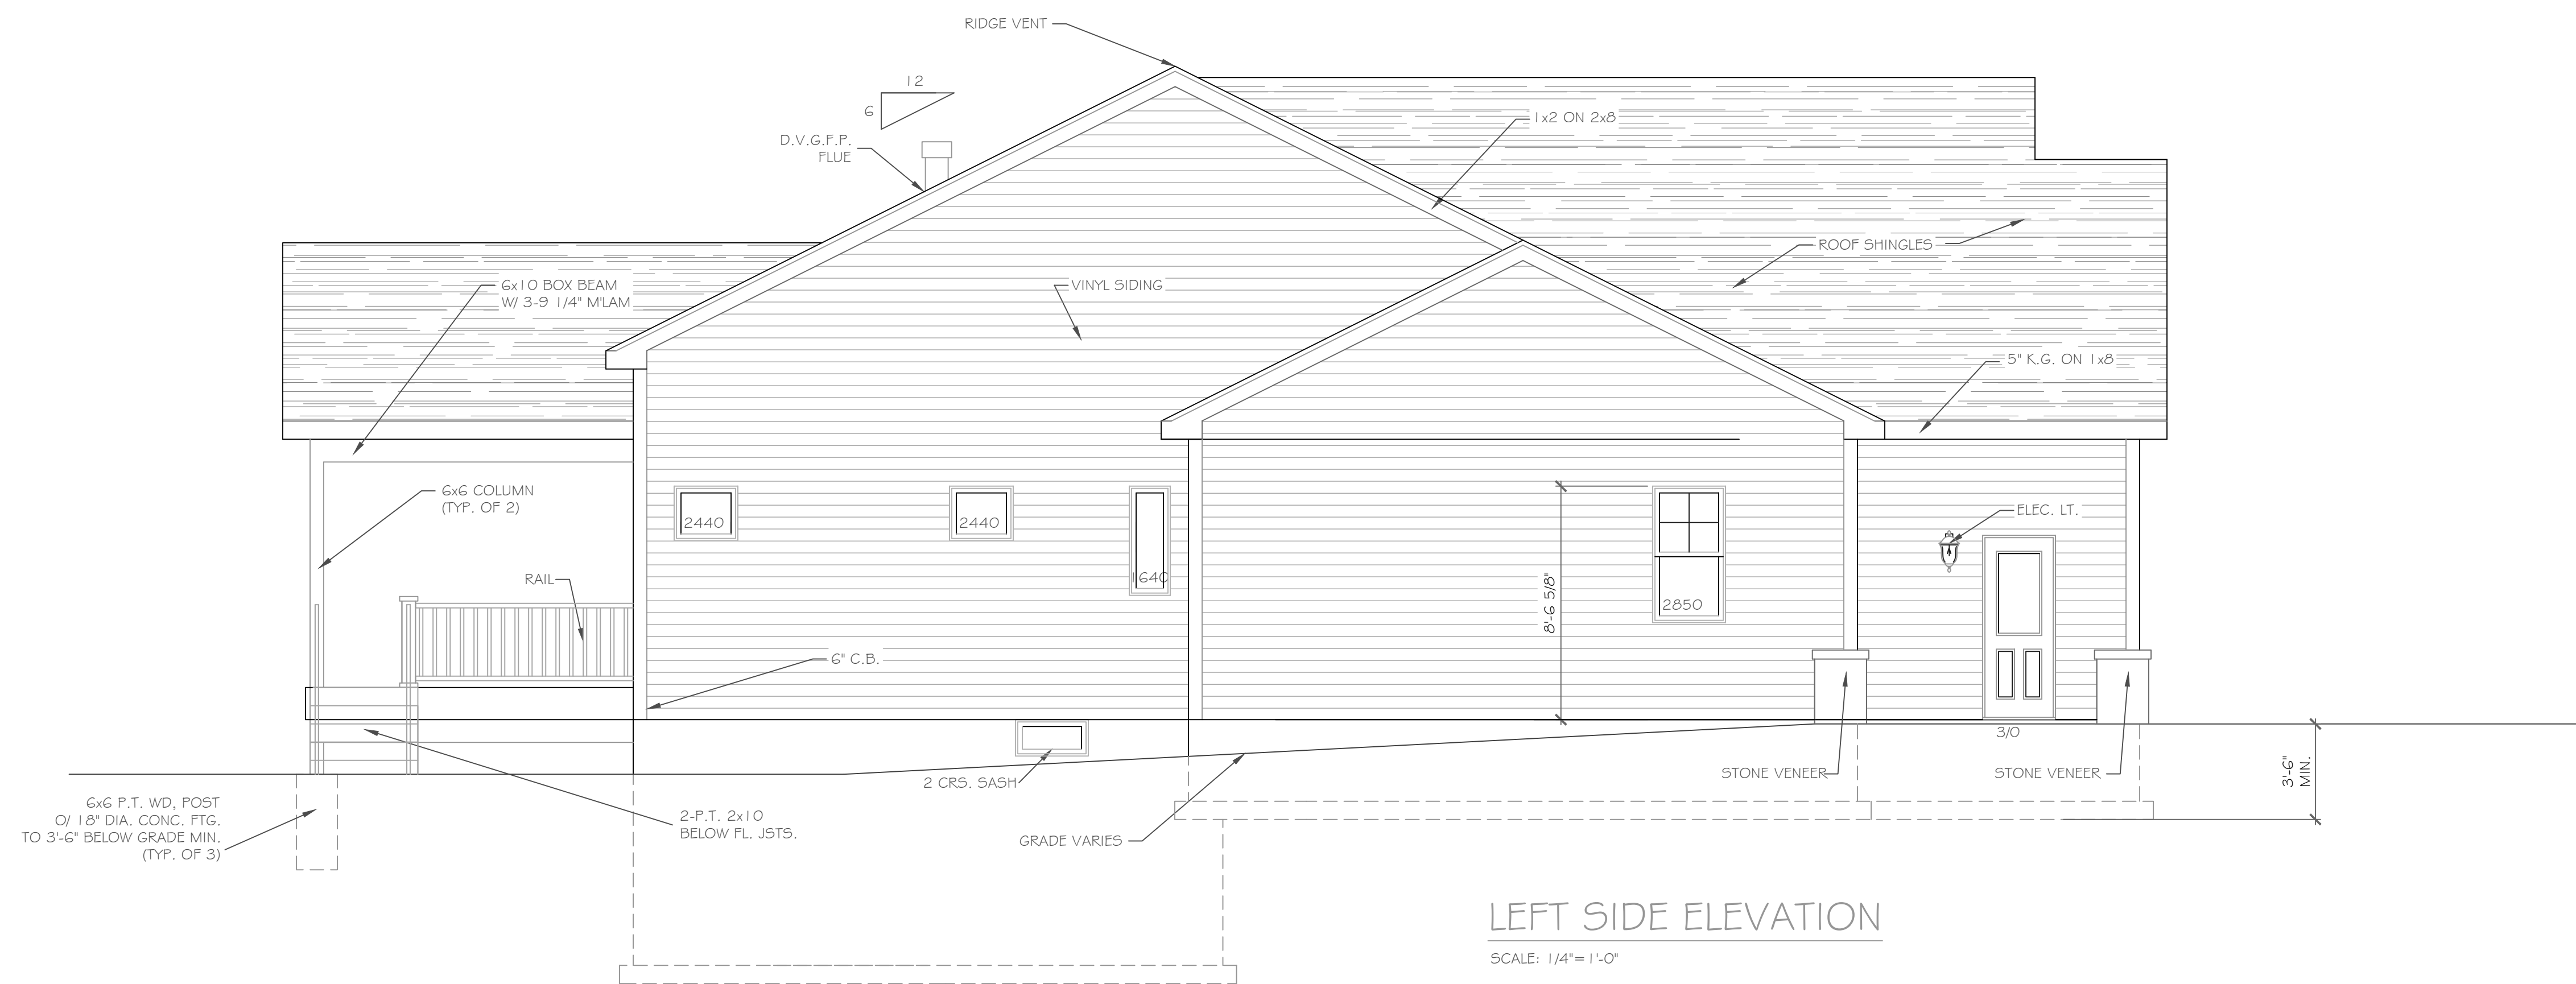 RIDGE VENT
12
6
D.V.G.F.P.
FLUE
1x2 ON 2x8
ROOF SHINGLES
6x10 BOX BEAM
W/ 3-9 1/4" M'LAM
VINYL SIDING
5" K.G. ON 1x8
6x6 COLUMN
(TYP. OF 2)
2440
2440
1640
ELEC. LT.
RAIL
8'-6 5/8"
2850
6" C.B.
3/0
2 CRS. SASH
STONE VENEER
STONE VENEER
3'-6"
MIN.
6x6 P.T. WD, POST
O/ 18" DIA. CONC. FTG.
TO 3'-6" BELOW GRADE MIN.
(TYP. OF 3)
2-P.T. 2x10
BELOW FL. JSTS.
GRADE VARIES
LEFT SIDE ELEVATION
SCALE: 1/4"=1'-0"